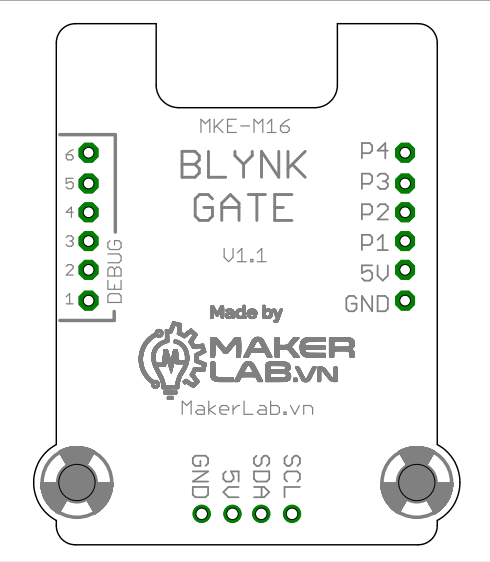 MKE-M16
BLYNK
GATE
V1.1
Made by
MAKER
LAB.VN
MakerLab.vn
6
5
4
3
2
1
DEBUG
P4
P3
P2
P1
5V
GND
GND
5V
SDA
SCL